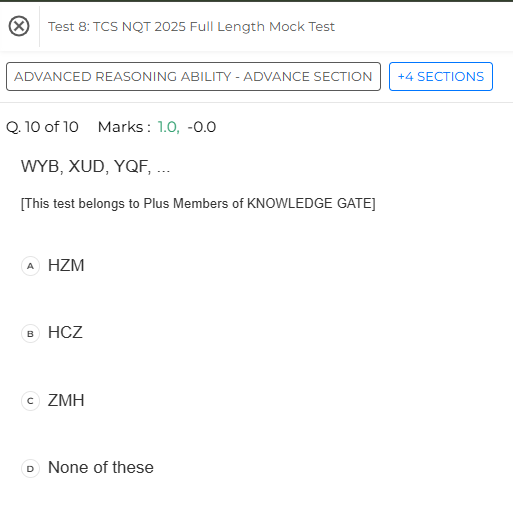 Test 8: TCS NQT 2025 Full Length Mock Test
ADVANCED REASONING ABILITY - ADVANCE SECTION +4 SECTIONS
Q. 10 of 10 Marks : 1.0, -0.0
WYB, XUD, YQF, ...
[This test belongs to Plus Members of KNOWLEDGE GATE]
A HZM
B HCZ
C ZMH
D None of these